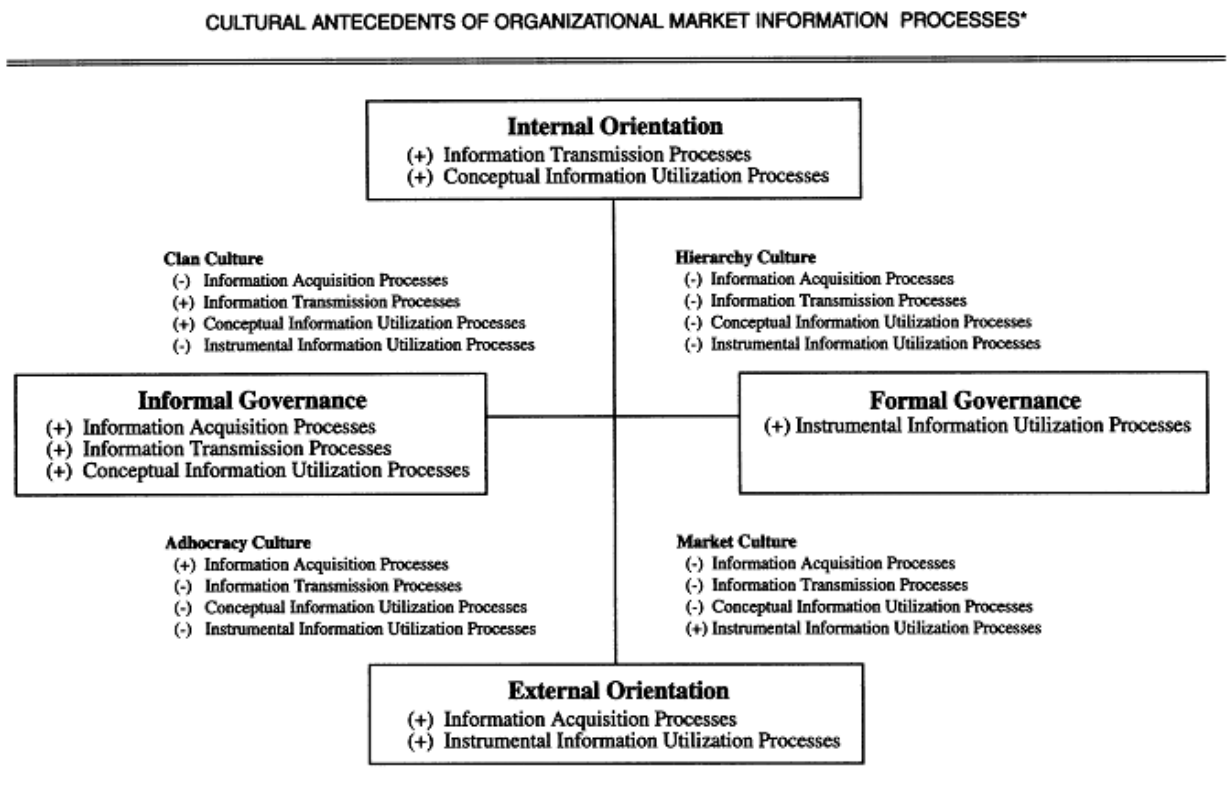 CULTURAL ANTECEDENTS OF ORGANIZATIONAL MARKET INFORMATION PROCESSES*
Internal Orientation
(+) Information Transmission Processes
(+) Conceptual Information Utilization Processes
Clan Culture
(-) Information Acquisition Processes
(+) Information Transmission Processes
(+) Conceptual Information Utilization Processes
(-) Instrumental Information Utilization Processes
Hierarchy Culture
(-) Information Acquisition Processes
(-) Information Transmission Processes
(-) Conceptual Information Utilization Processes
(-) Instrumental Information Utilization Processes
Informal Governance
(+) Information Acquisition Processes
(+) Information Transmission Processes
(+) Conceptual Information Utilization Processes
Formal Governance
(+) Instrumental Information Utilization Processes
Adhocracy Culture
(+) Information Acquisition Processes
(-) Information Transmission Processes
(-) Conceptual Information Utilization Processes
(-) Instrumental Information Utilization Processes
Market Culture
(-) Information Acquisition Processes
(-) Information Transmission Processes
(-) Conceptual Information Utilization Processes
(+) Instrumental Information Utilization Processes
External Orientation
(+) Information Acquisition Processes
(+) Instrumental Information Utilization Processes